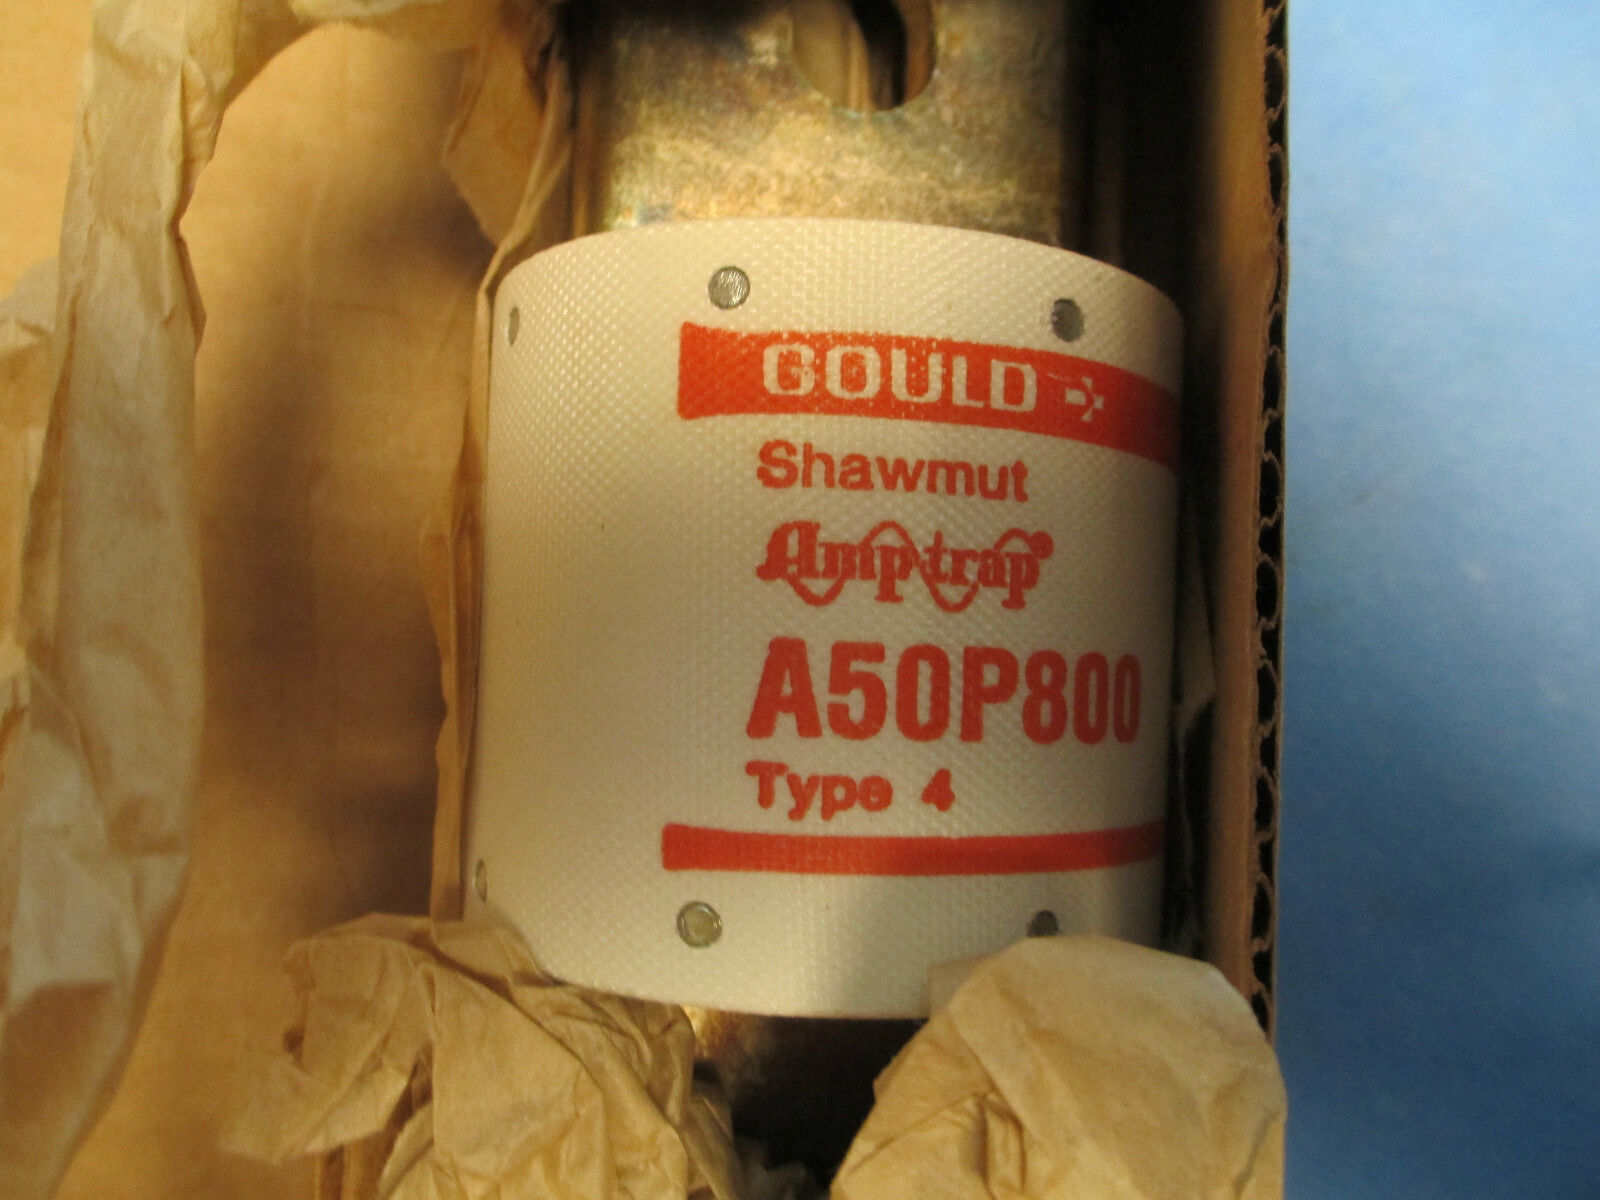 GOULD
Shawmut
Amp-trap
A50P800
Type 4